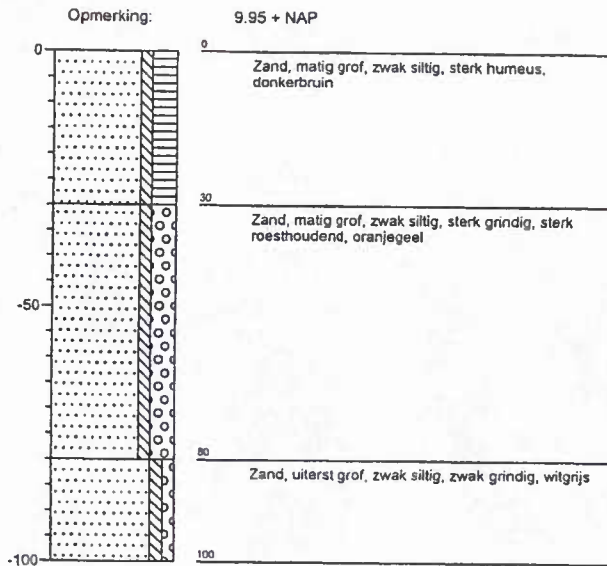 Opmerking: 9.95 + NAP
0
0
Zand, matig grof, zwak siltig, sterk humeus,
donkerbruin
30
Zand, matig grof, zwak siltig, sterk grindig, sterk
roesthoudend, oranjegeel
-50
80
Zand, uiterst grof, zwak siltig, zwak grindig, witgrijs
-100
100